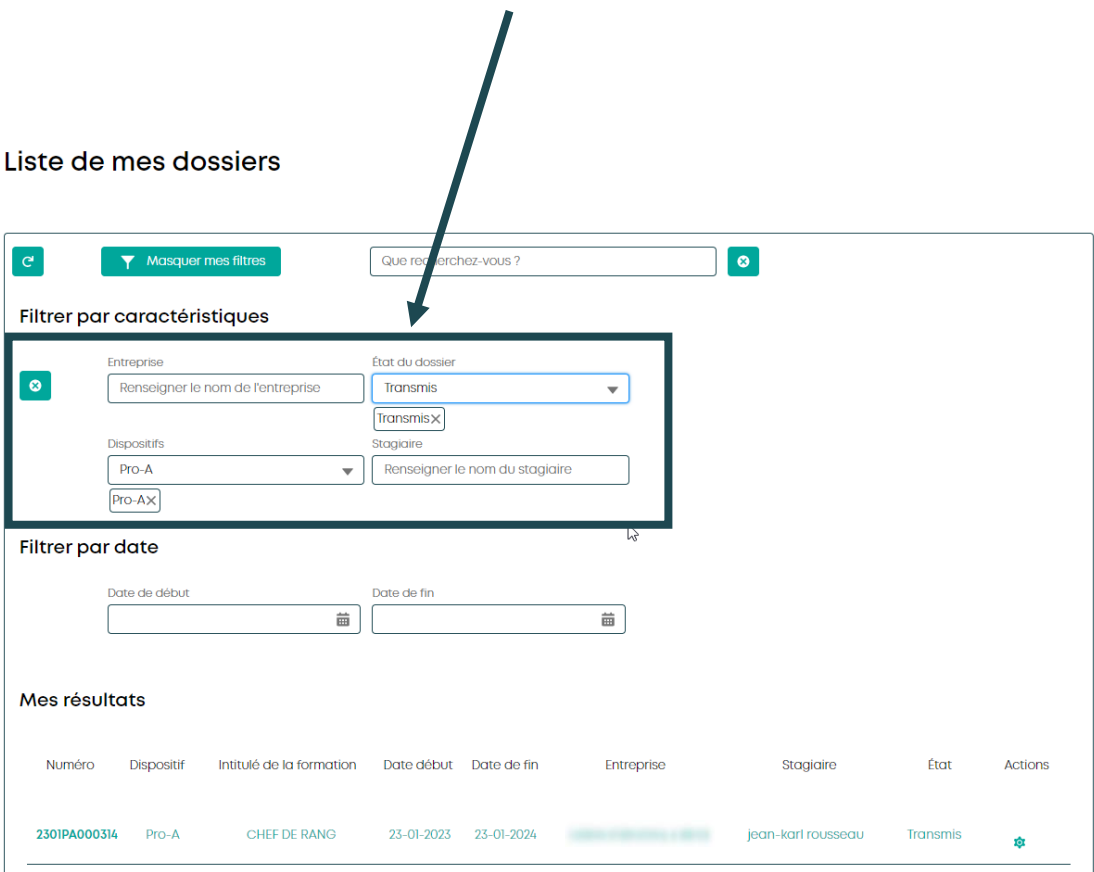 Liste de mes dossiers
Masquer mes filtres
Que recherchez-vous ?
Filtrer par caractéristiques
Entreprise État du dossier
Renseigner le nom de l'entreprise Transmis
Transmis
Dispositifs Stagiaire
Pro-A Renseigner le nom du stagiaire
Pro-A
Filtrer par date
Date de début Date de fin
Mes résultats
Numéro Dispositif Intitulé de la formation Date début Date de fin Entreprise Stagiaire État Actions
2301PA000314 Pro-A CHEF DE RANG 23-01-2023 23-01-2024 jean-karl rousseau Transmis